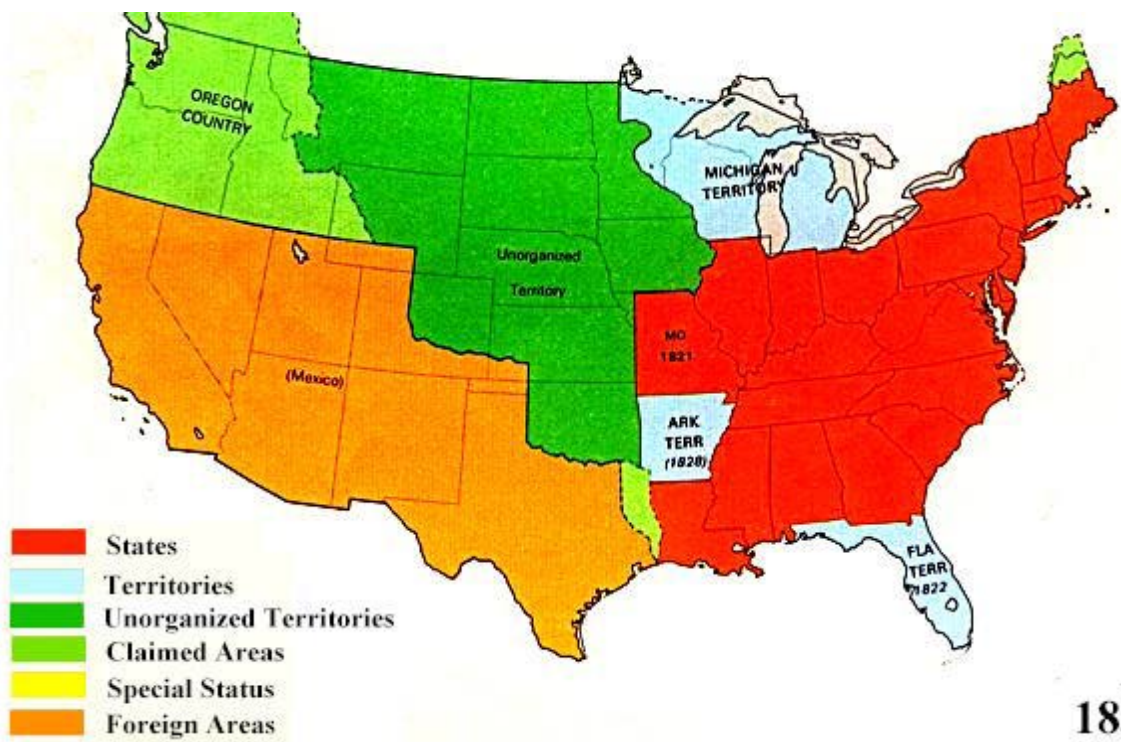 OREGON
COUNTRY
MICHIGAN
TERRITORY
Unorganized
Territory
MO
1821
(Mexico)
ARK
TERR
(1828)
FLA
TERR
1822
States
Territories
Unorganized Territories
Claimed Areas
Special Status
Foreign Areas
18